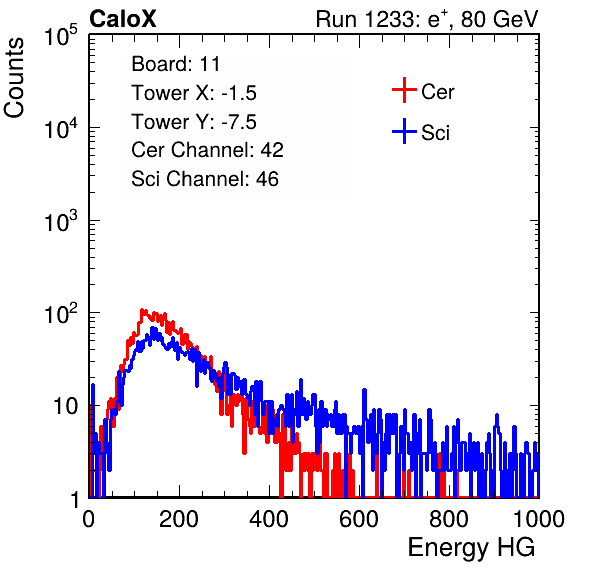 CaloX Run 1233: e⁺, 80 GeV
Counts
Board: 11
Tower X: -1.5
Tower Y: -7.5
Cer Channel: 42
Sci Channel: 46
Cer
Sci
10⁵
10⁴
10³
10²
10
1
0 200 400 600 800 1000
Energy HG